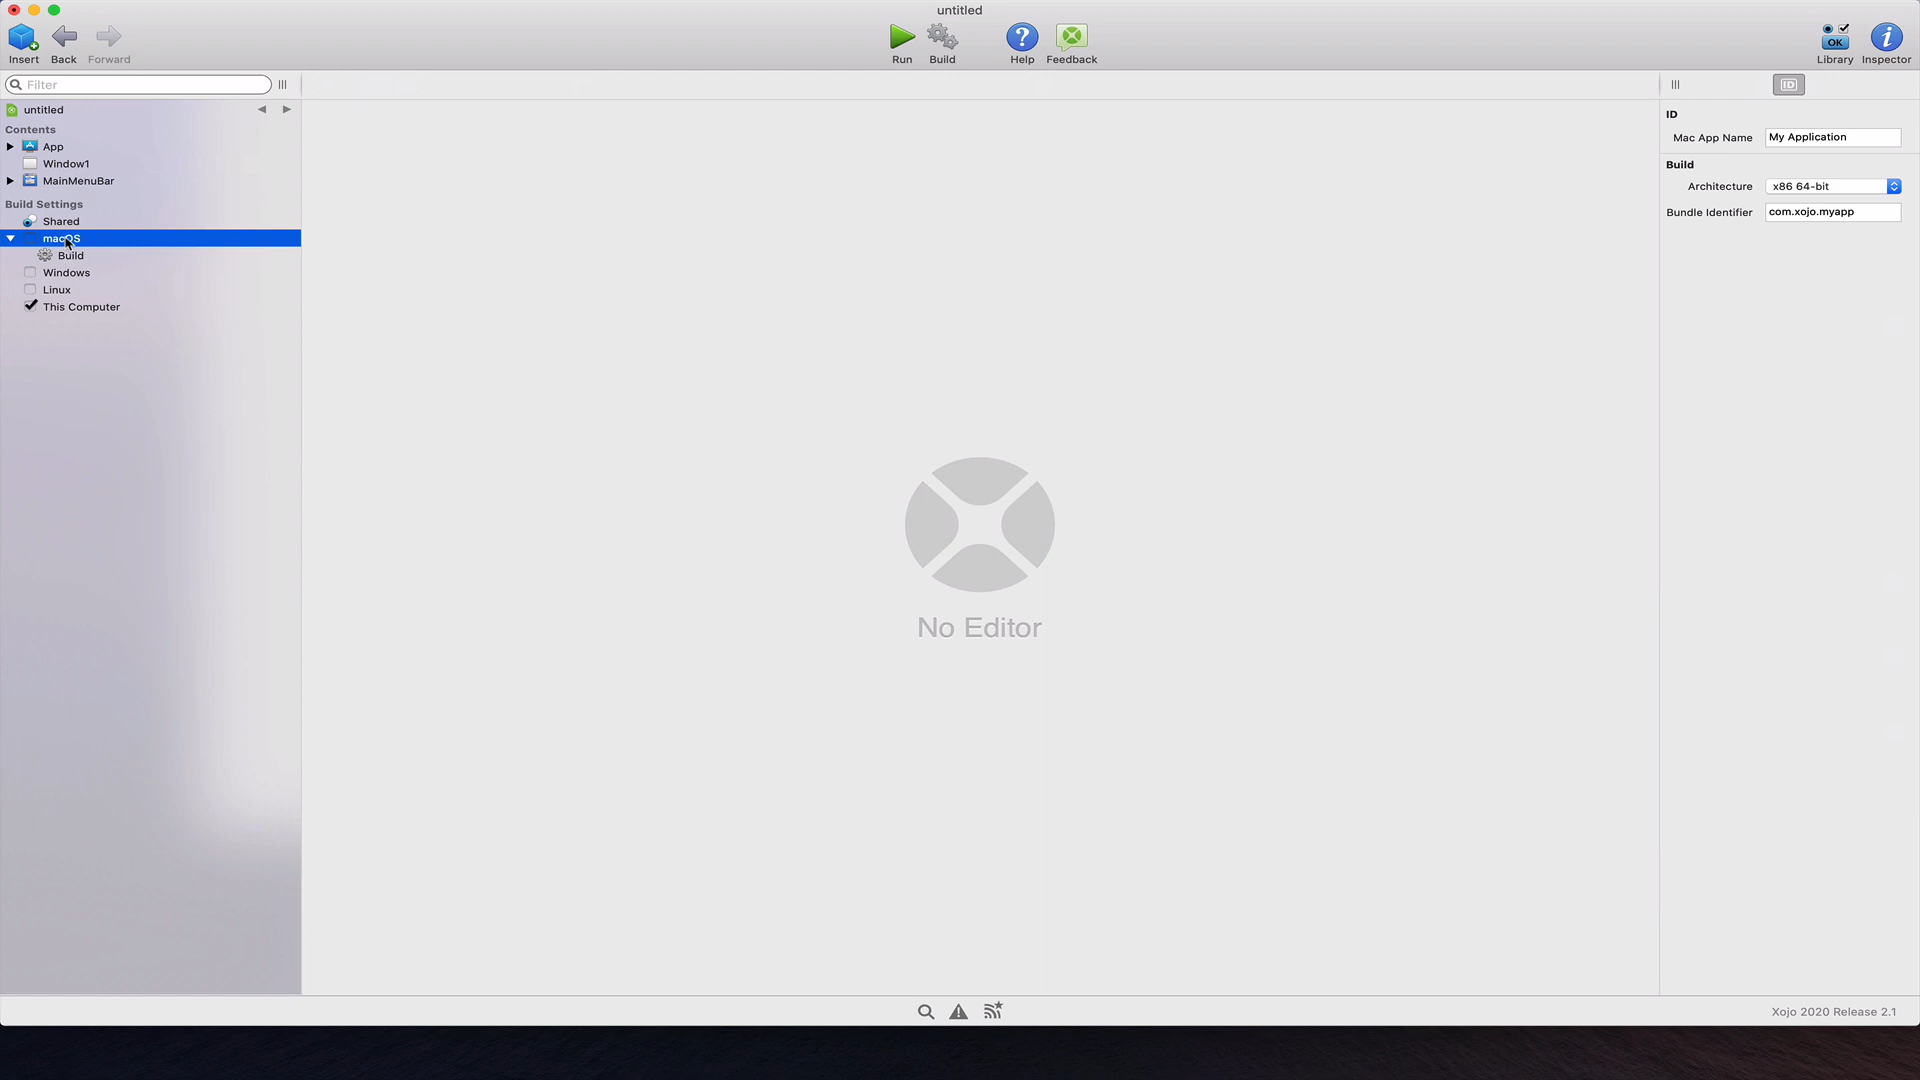 untitled
Insert Back Forward Run Build Help Feedback Library OK Inspector
Filter ID
untitled
Contents
App
Window1
MainMenuBar
Build Settings
Shared
macOS
Build
Windows
Linux
This Computer
No Editor
ID
Mac App Name My Application
Build
Architecture x86 64-bit
Bundle Identifier com.xojo.myapp
Xojo 2020 Release 2.1